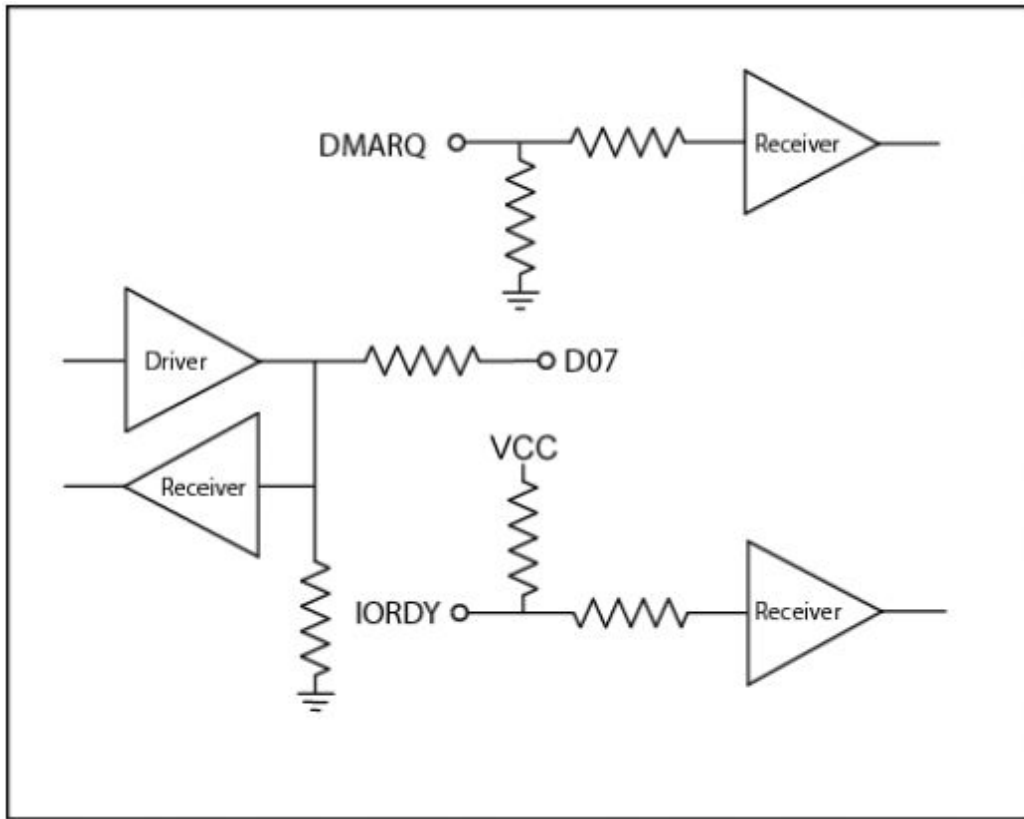 DMARQ
Receiver
Driver
D07
Receiver
VCC
IORDY
Receiver